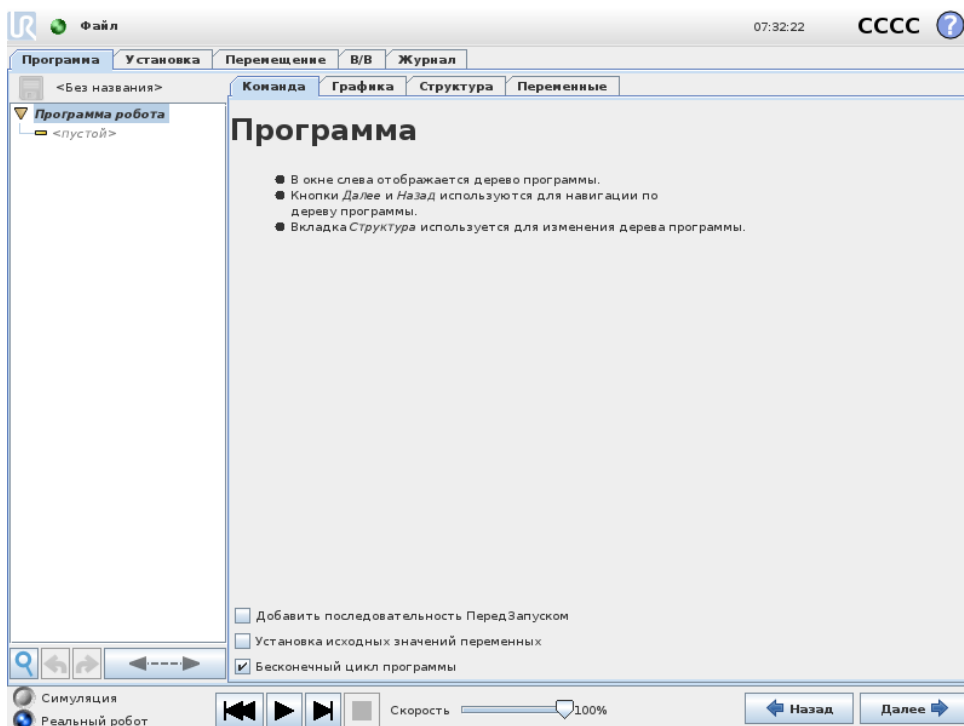 UR Файл 07:32:22 CCCC ?
Программа Установка Перемещение В/В Журнал
<Без названия> Команда Графика Структура Переменные
Программа робота
<пустой>
Программа
В окне слева отображается дерево программы.
Кнопки Далее и Назад используются для навигации по
дереву программы.
Вкладка Структура используется для изменения дерева программы.
Добавить последовательность ПередЗапуском
Установка исходных значений переменных
Бесконечный цикл программы
Симуляция
Реальный робот
Скорость 100% Назад Далее